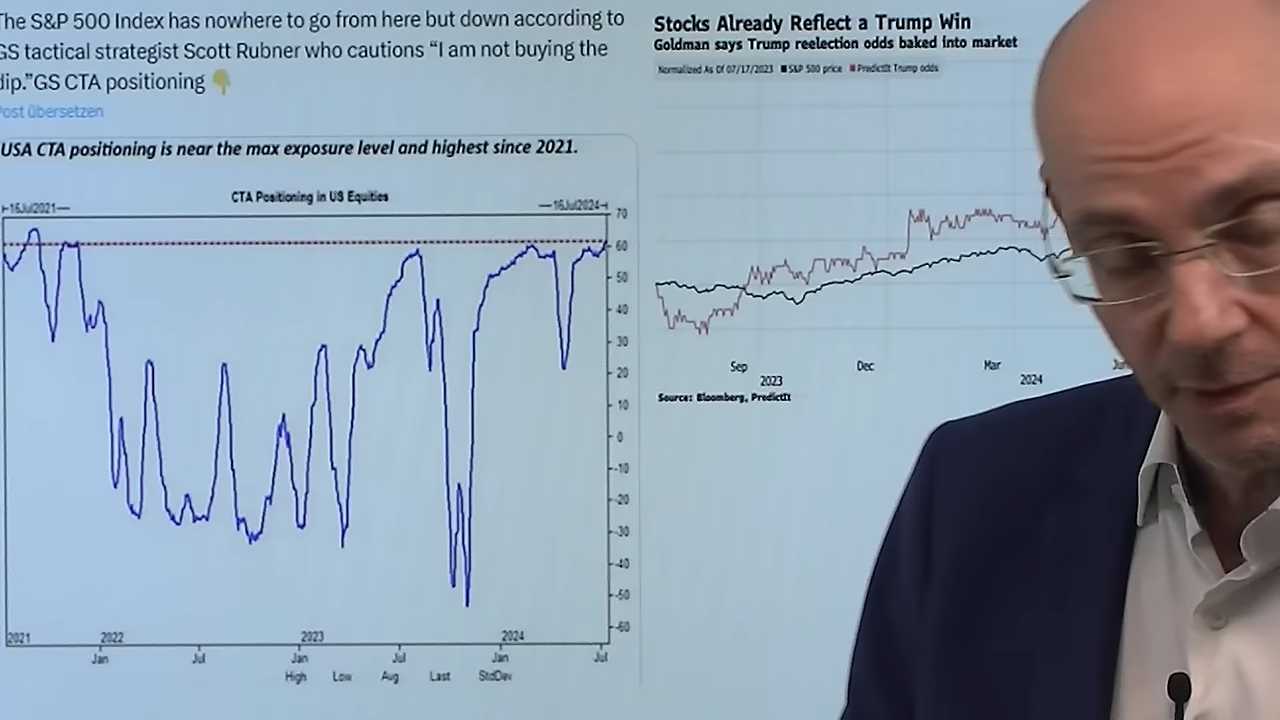 The S&P 500 Index has nowhere to go from here but down according to
GS tactical strategist Scott Rubner who cautions “I am not buying the
dip.”GS CTA positioning 👇
Post übersetzen
USA CTA positioning is near the max exposure level and highest since 2021.
CTA Positioning in US Equities
16Jul2021
16Jul2024
70
60
50
40
30
20
10
0
-10
-20
-30
-40
-50
-60
2021 2022 2023 2024
Jan Jul Jan Jul Jan Jul
High Low Avg Last StdDev
Stocks Already Reflect a Trump Win
Goldman says Trump reelection odds baked into market
Normalized As Of 07/17/2023 S&P 500 price PredictIt Trump odds
Sep Dec Mar
2023 2024
Source: Bloomberg, PredictIt